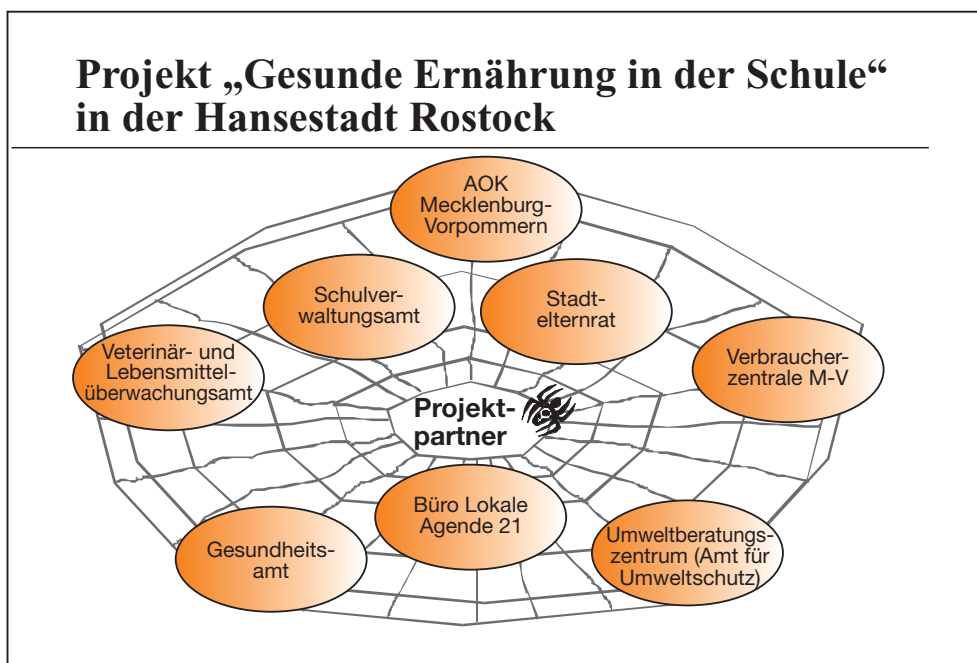 Projekt „Gesunde Ernährung in der Schule“
in der Hansestadt Rostock
AOK
Mecklenburg-
Vorpommern
Schulver-
waltungsamt
Stadt-
elternrat
Veterinär- und
Lebensmittel-
überwachungsamt
Verbraucher-
zentrale M-V
Projekt-
partner
Büro Lokale
Agende 21
Gesundheits-
amt
Umweltberatungs-
zentrum (Amt für
Umweltschutz)